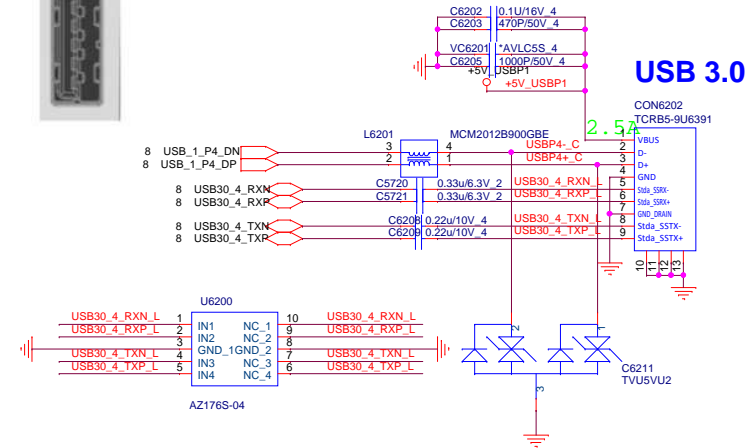 C6202 0.1U/16V_4
C6203 470P/50V_4
VC6201 *AVLC5S_4
C6205 1000P/50V_4
+5V_USBP1
+5V_USBP1
USB 3.0
CON6202
TCRB5-9U6391
2.5A
L6201 MCM2012B900GBE
8 USB_1_P4_DN 3 4 USBP4-_C
8 USB_1_P4_DP 2 1 USBP4+_C
1 VBUS
2 D-
3 D+
4 GND
5 Stda_SSRX-
6 Stda_SSRX+
7 GND_DRAIN
8 Stda_SSTX-
9 Stda_SSTX+
10 11 12 13
8 USB30_4_RXN C5720 0.33u/6.3V_2 USB30_4_RXN_L
8 USB30_4_RXP C5721 0.33u/6.3V_2 USB30_4_RXP_L
8 USB30_4_TXN C6208 0.22u/10V_4 USB30_4_TXN_L
8 USB30_4_TXP C6209 0.22u/10V_4 USB30_4_TXP_L
U6200
USB30_4_RXN_L 1 IN1 NC_1 10 USB30_4_RXN_L
USB30_4_RXP_L 2 IN2 NC_2 9 USB30_4_RXP_L
3 GND_1 GND_2 8
USB30_4_TXN_L 4 IN3 NC_3 7 USB30_4_TXN_L
USB30_4_TXP_L 5 IN4 NC_4 6 USB30_4_TXP_L
AZ176S-04
2 1
3
C6211
TVU5VU2